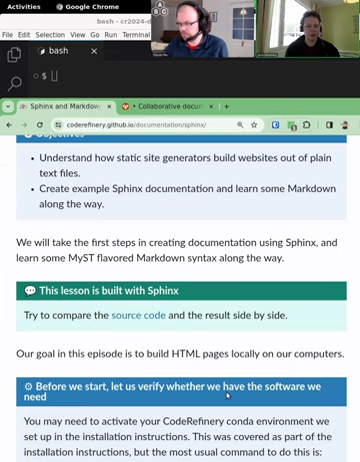 Activities
Google Chrome
bash - cr2024-d
File Edit Selection View Go Run Terminal
bash
$
Sphinx and Markdow
Collaborative docum
coderefinery.github.io/documentation/sphinx/
Objectives
• Understand how static site generators build websites out of plain
text files.
• Create example Sphinx documentation and learn some Markdown
along the way.
We will take the first steps in creating documentation using Sphinx, and
learn some MyST flavored Markdown syntax along the way.
This lesson is built with Sphinx
Try to compare the source code and the result side by side.
Our goal in this episode is to build HTML pages locally on our computers.
Before we start, let us verify whether we have the software we
need
You may need to activate your CodeRefinery conda environment we
set up in the installation instructions. This was covered as part of the
installation instructions, but the most usual command to do this is: